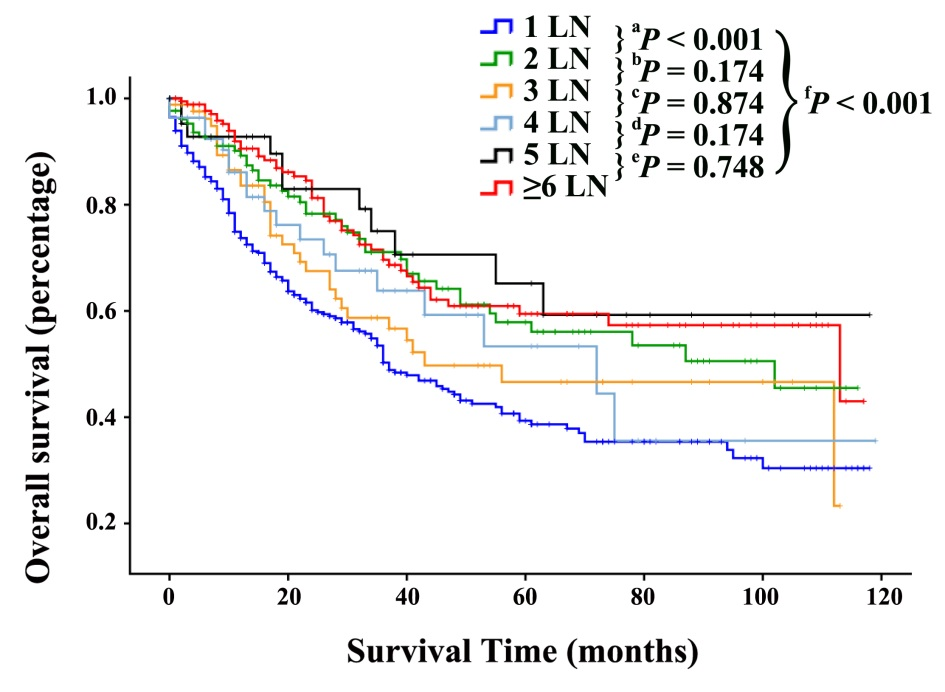 1 LN
2 LN
3 LN
4 LN
5 LN
≥6 LN
} ᵃP < 0.001
} ᵇP = 0.174
} ᶜP = 0.874
} ᵈP = 0.174
} ᵉP = 0.748
ᶠP < 0.001
Overall survival (percentage)
1.0
0.8
0.6
0.4
0.2
0 20 40 60 80 100 120
Survival Time (months)